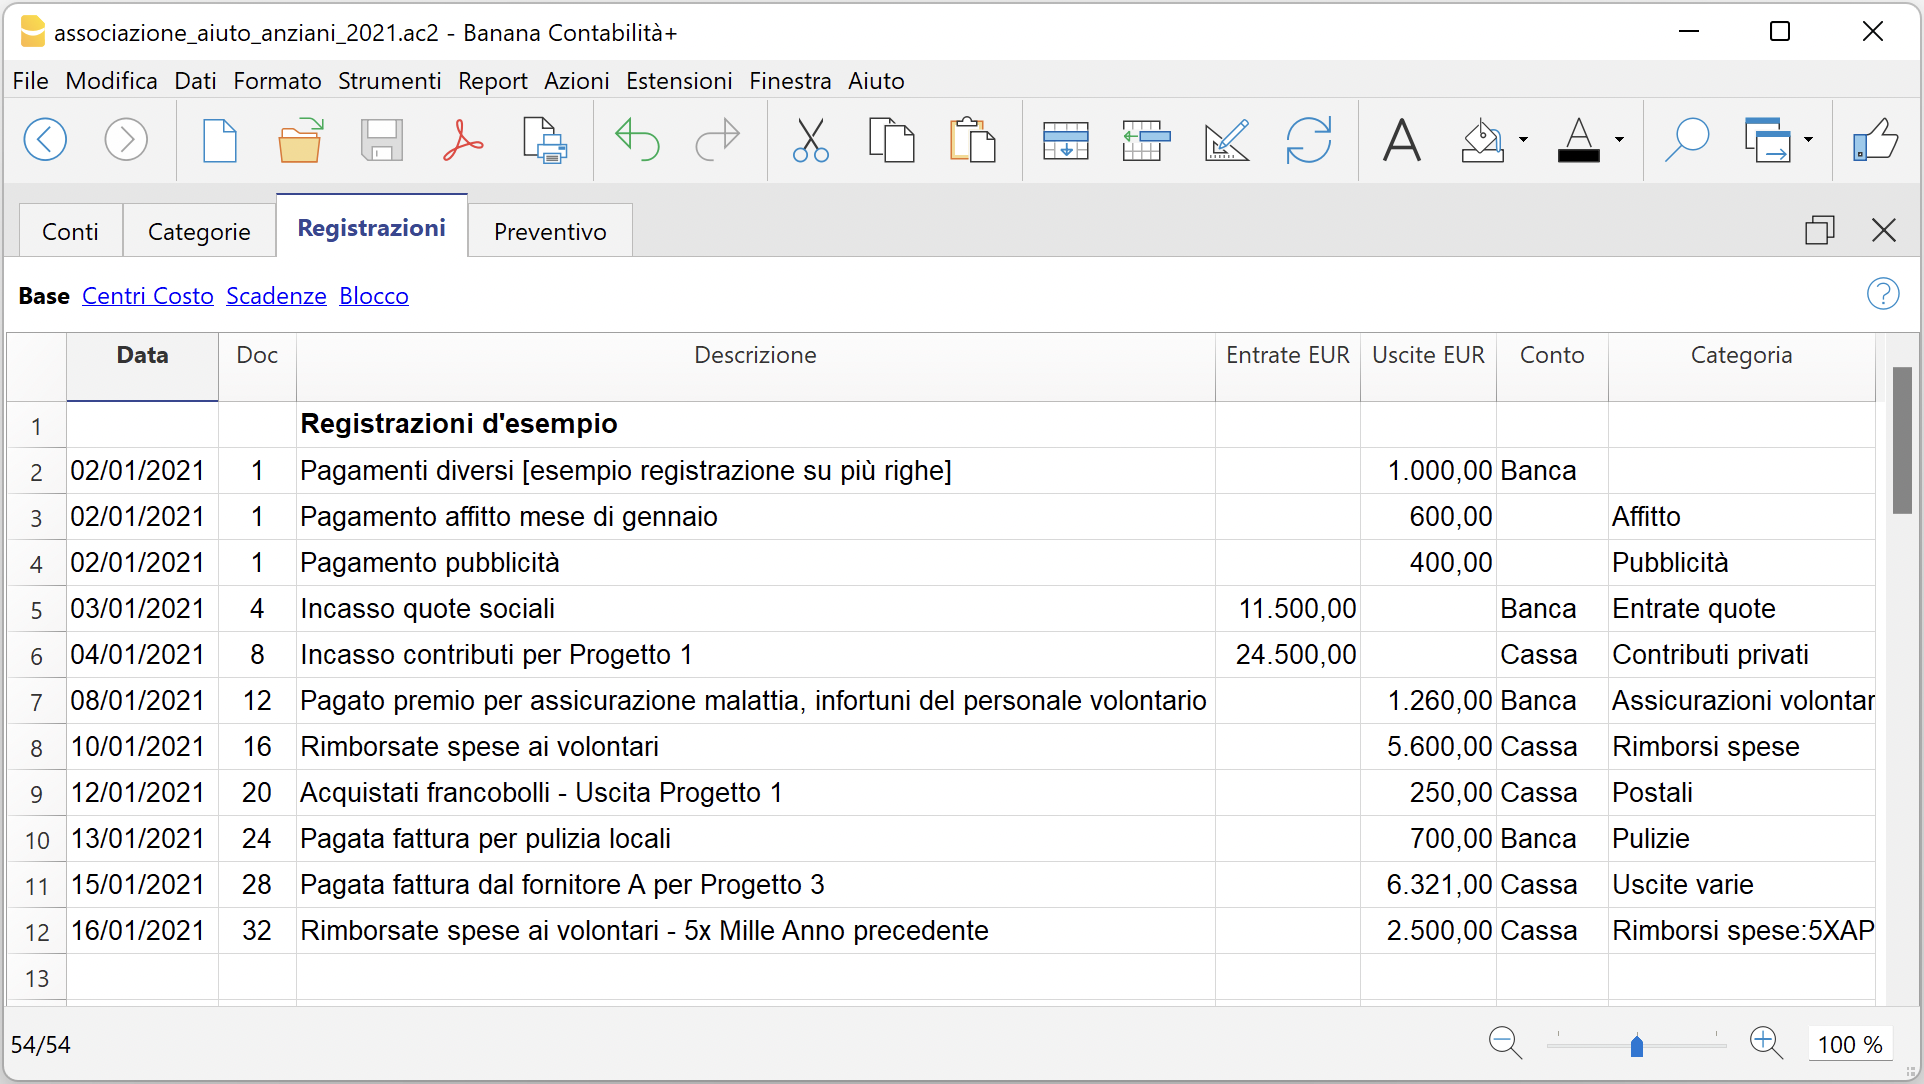 associazione_aiuto_anziani_2021.ac2 - Banana Contabilità+
File Modifica Dati Formato Strumenti Report Azioni Estensioni Finestra Aiuto
Conti Categorie Registrazioni Preventivo
Base Centri Costo Scadenze Blocco
Data Doc Descrizione Entrate EUR Uscite EUR Conto Categoria
1 Registrazioni d'esempio
2 02/01/2021 1 Pagamenti diversi [esempio registrazione su più righe] 1.000,00 Banca
3 02/01/2021 1 Pagamento affitto mese di gennaio 600,00 Affitto
4 02/01/2021 1 Pagamento pubblicità 400,00 Pubblicità
5 03/01/2021 4 Incasso quote sociali 11.500,00 Banca Entrate quote
6 04/01/2021 8 Incasso contributi per Progetto 1 24.500,00 Cassa Contributi privati
7 08/01/2021 12 Pagato premio per assicurazione malattia, infortuni del personale volontario 1.260,00 Banca Assicurazioni volontar
8 10/01/2021 16 Rimborsate spese ai volontari 5.600,00 Cassa Rimborsi spese
9 12/01/2021 20 Acquistati francobolli - Uscita Progetto 1 250,00 Cassa Postali
10 13/01/2021 24 Pagata fattura per pulizia locali 700,00 Banca Pulizie
11 15/01/2021 28 Pagata fattura dal fornitore A per Progetto 3 6.321,00 Cassa Uscite varie
12 16/01/2021 32 Rimborsate spese ai volontari - 5x Mille Anno precedente 2.500,00 Cassa Rimborsi spese:5XAP
13
54/54 100 %